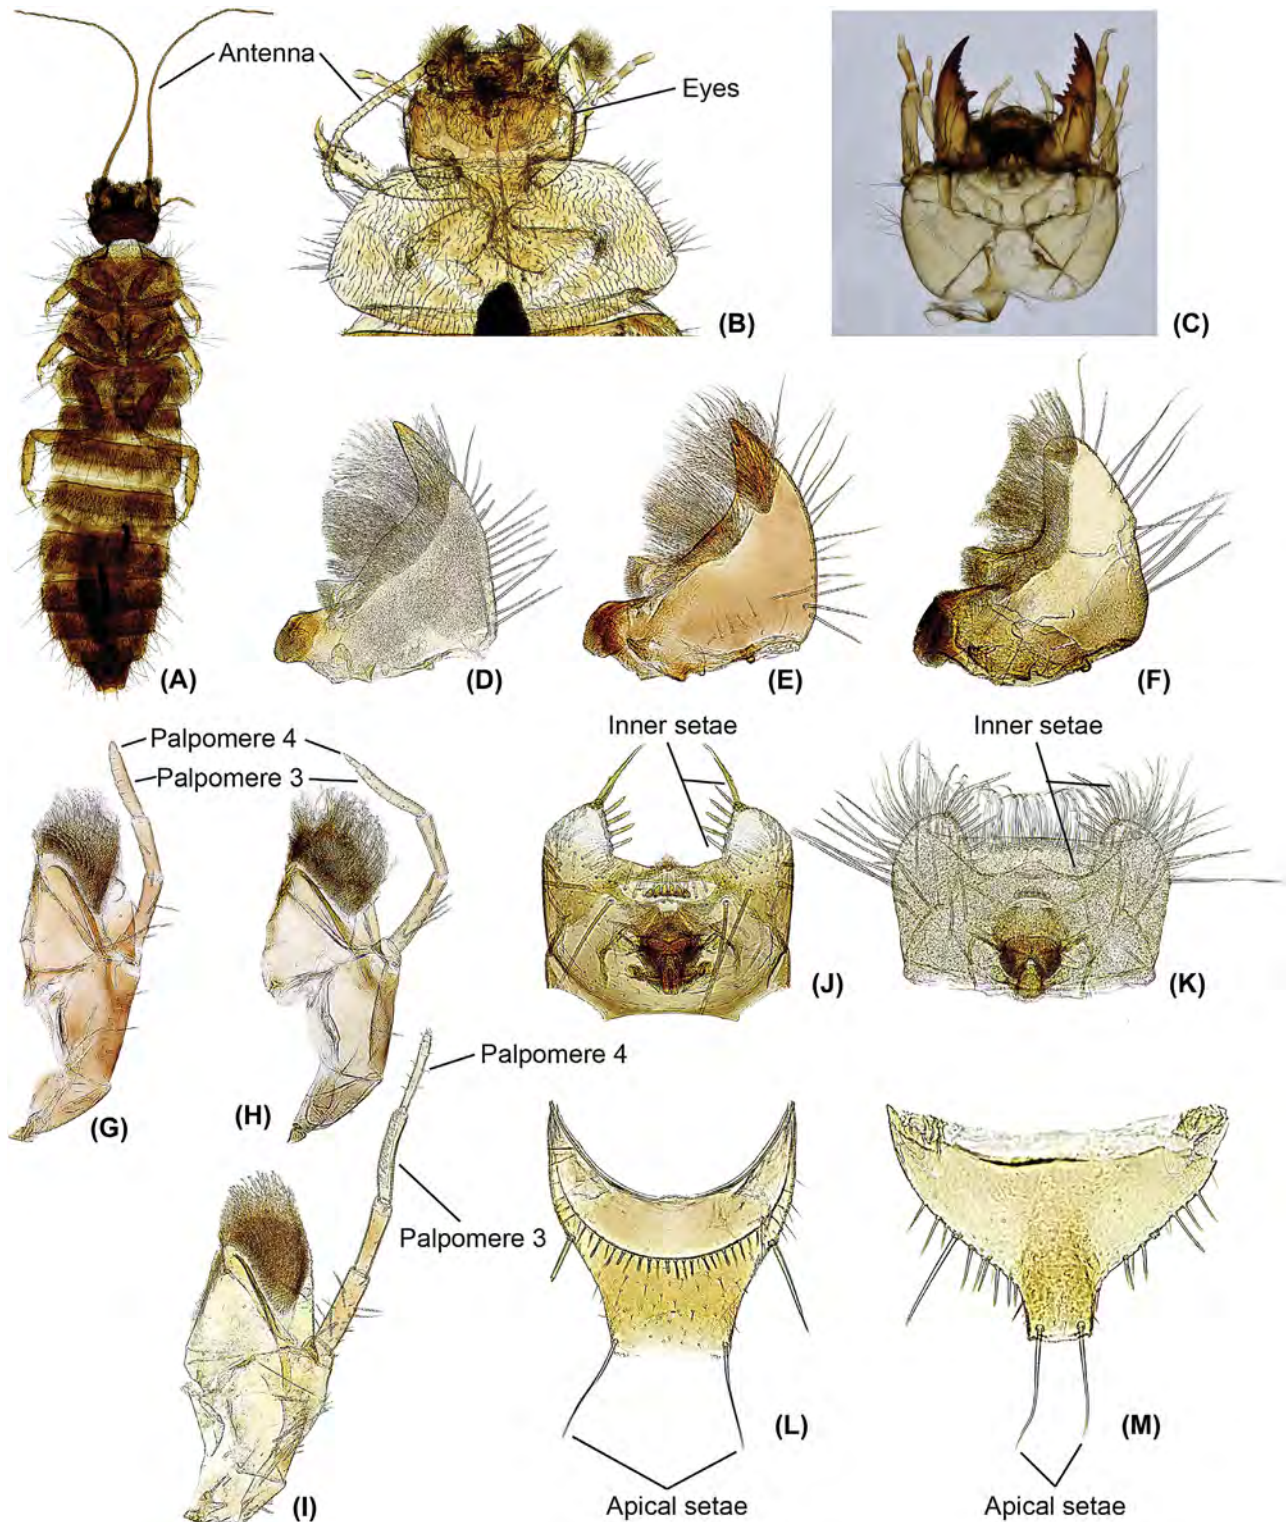 Antenna
Eyes
(A)
(B)
(C)
(D)
(E)
(F)
Palpomere 4
Palpomere 3
Inner setae
Inner setae
(G)
(H)
(J)
(K)
Palpomere 4
Palpomere 3
(I)
(L)
(M)
Apical setae
Apical setae